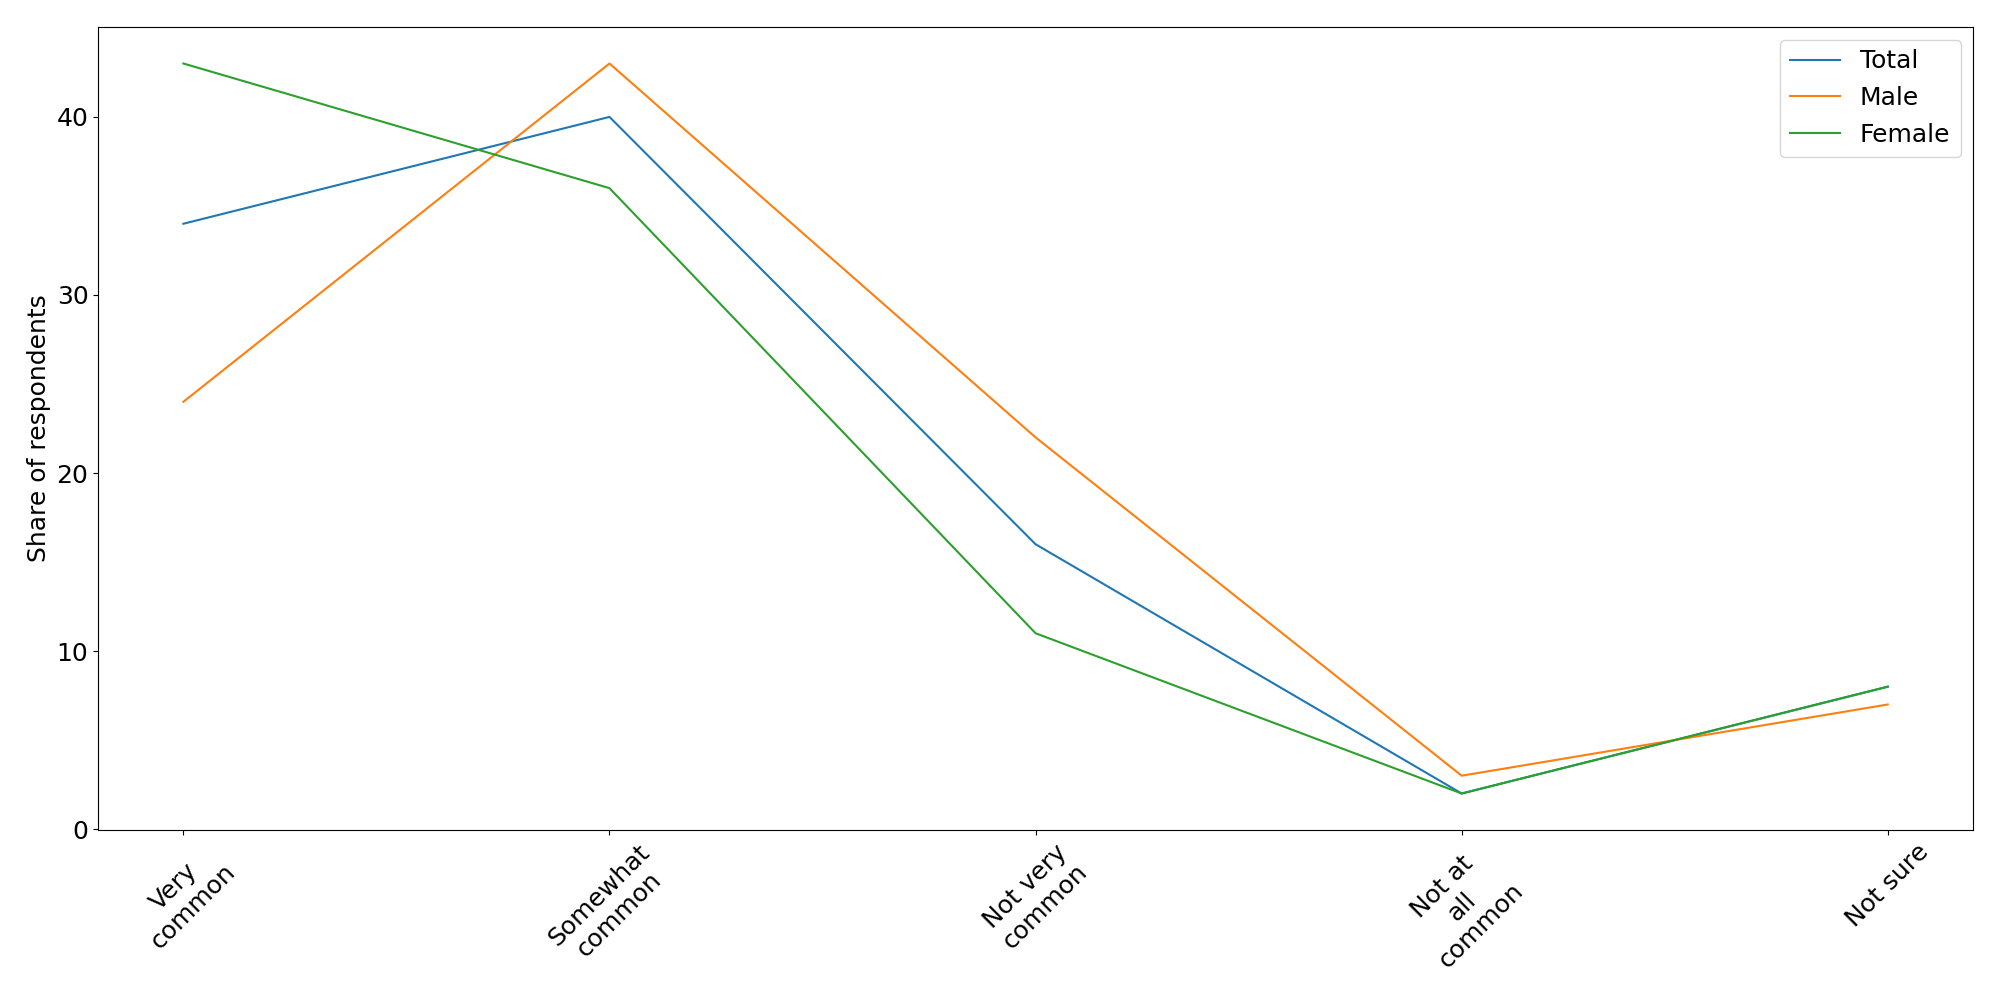 Total
Male
Female
Share of respondents
40
30
20
10
0
Very
common
Somewhat
common
Not very
common
Not at
all
common
Not sure